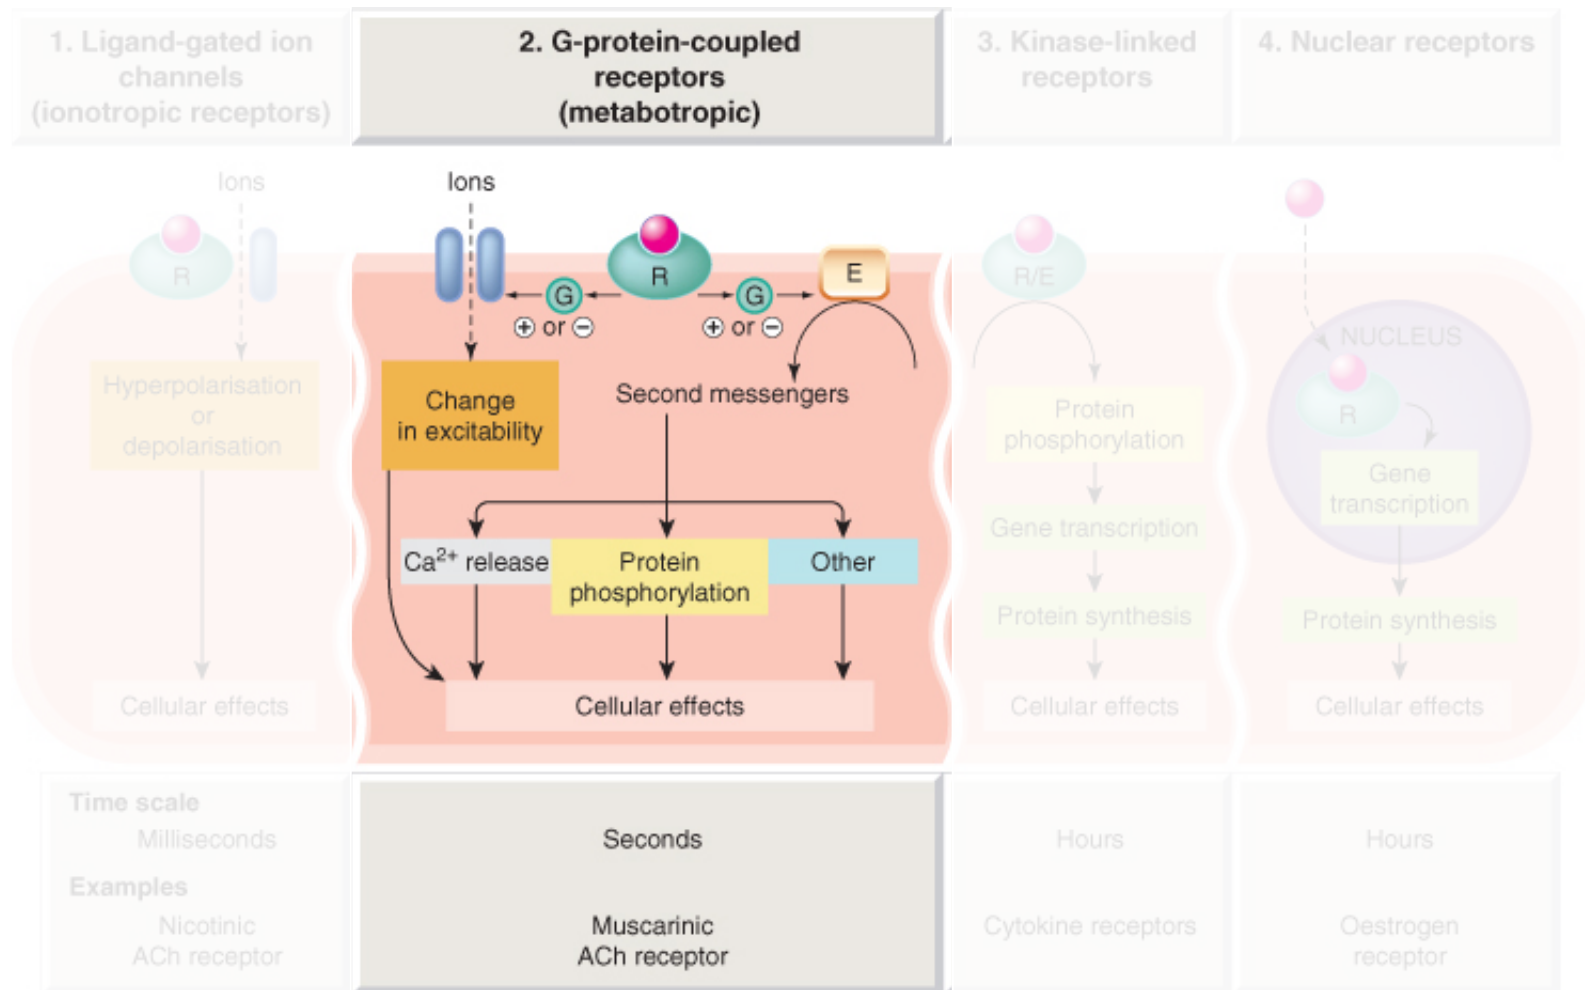 1. Ligand-gated ion
channels
(ionotropic receptors)
2. G-protein-coupled
receptors
(metabotropic)
3. Kinase-linked
receptors
4. Nuclear receptors
Ions
R
Hyperpolarisation
or
depolarisation
Cellular effects
Ions
R
E
G
G
+ or −
+ or −
Change
in excitability
Second messengers
Ca²⁺ release
Protein
phosphorylation
Other
Cellular effects
R/E
Protein
phosphorylation
Gene transcription
Protein synthesis
Cellular effects
NUCLEUS
R
Gene
transcription
Protein synthesis
Cellular effects
Time scale
Milliseconds
Seconds
Hours
Hours
Examples
Nicotinic
ACh receptor
Muscarinic
ACh receptor
Cytokine receptors
Oestrogen
receptor